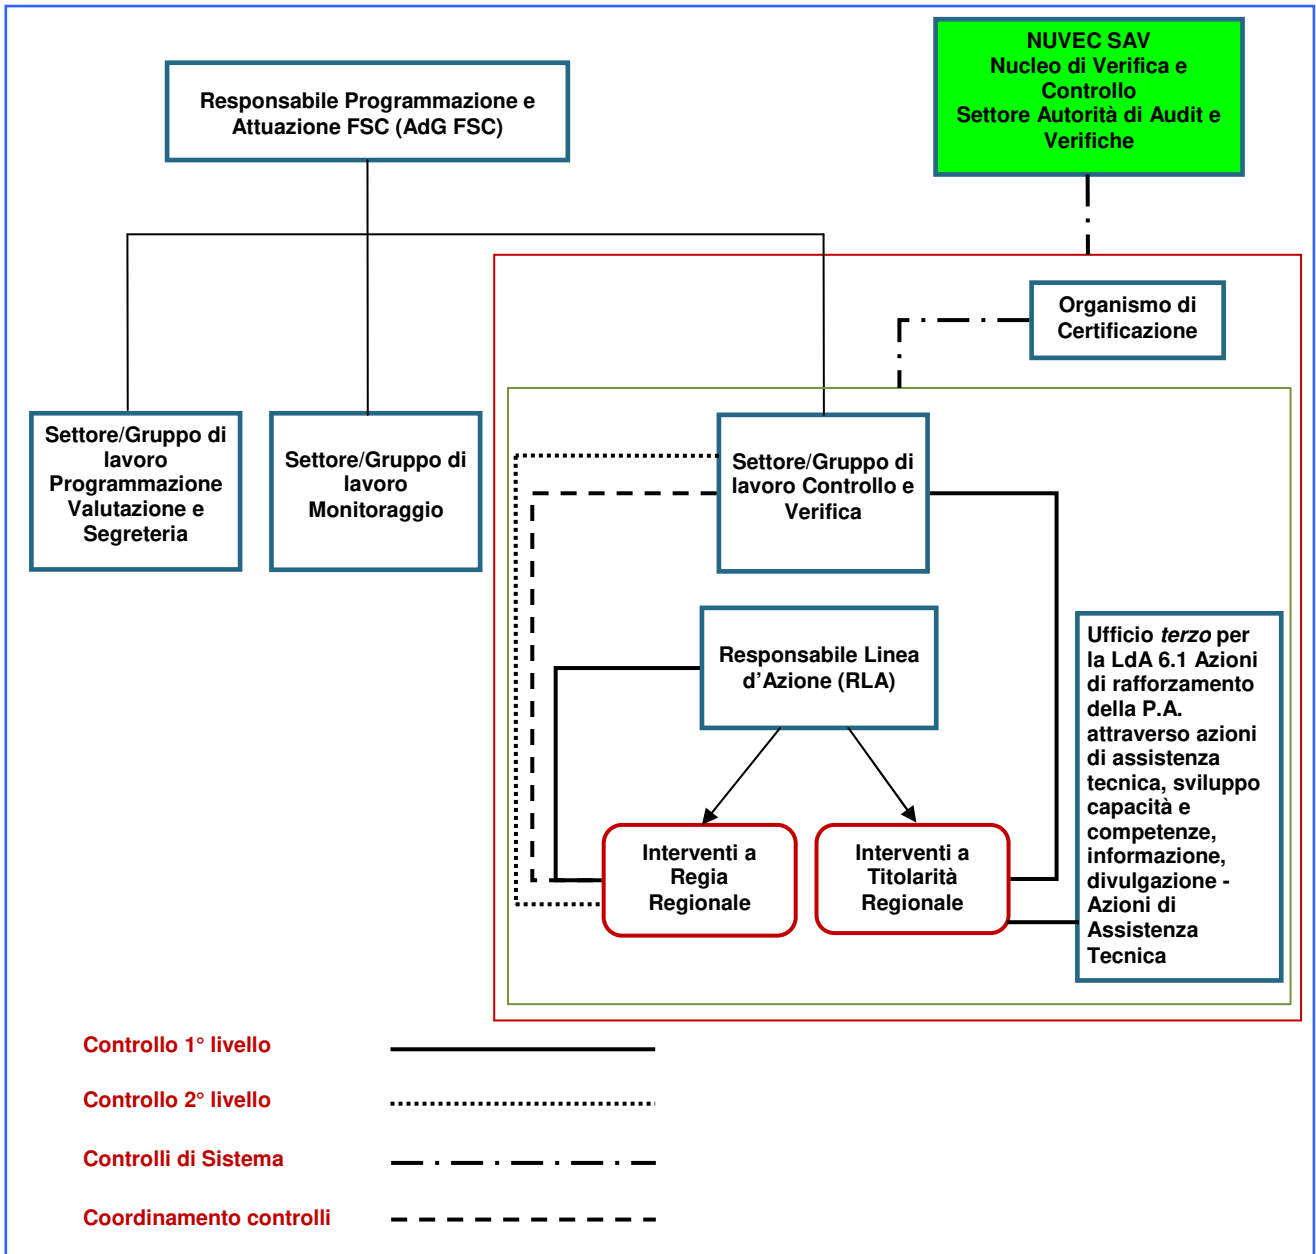 NUVEC SAV
Nucleo di Verifica e
Controllo
Settore Autorità di Audit e
Verifiche
Responsabile Programmazione e
Attuazione FSC (AdG FSC)
Organismo di
Certificazione
Settore/Gruppo di
lavoro
Programmazione
Valutazione e
Segreteria
Settore/Gruppo di
lavoro
Monitoraggio
Settore/Gruppo di
lavoro Controllo e
Verifica
Responsabile Linea
d’Azione (RLA)
Ufficio terzo per
la LdA 6.1 Azioni
di rafforzamento
della P.A.
attraverso azioni
di assistenza
tecnica, sviluppo
capacità e
competenze,
informazione,
divulgazione -
Azioni di
Assistenza
Tecnica
Interventi a
Regia
Regionale
Interventi a
Titolarità
Regionale
Controllo 1° livello
Controllo 2° livello
Controlli di Sistema
Coordinamento controlli